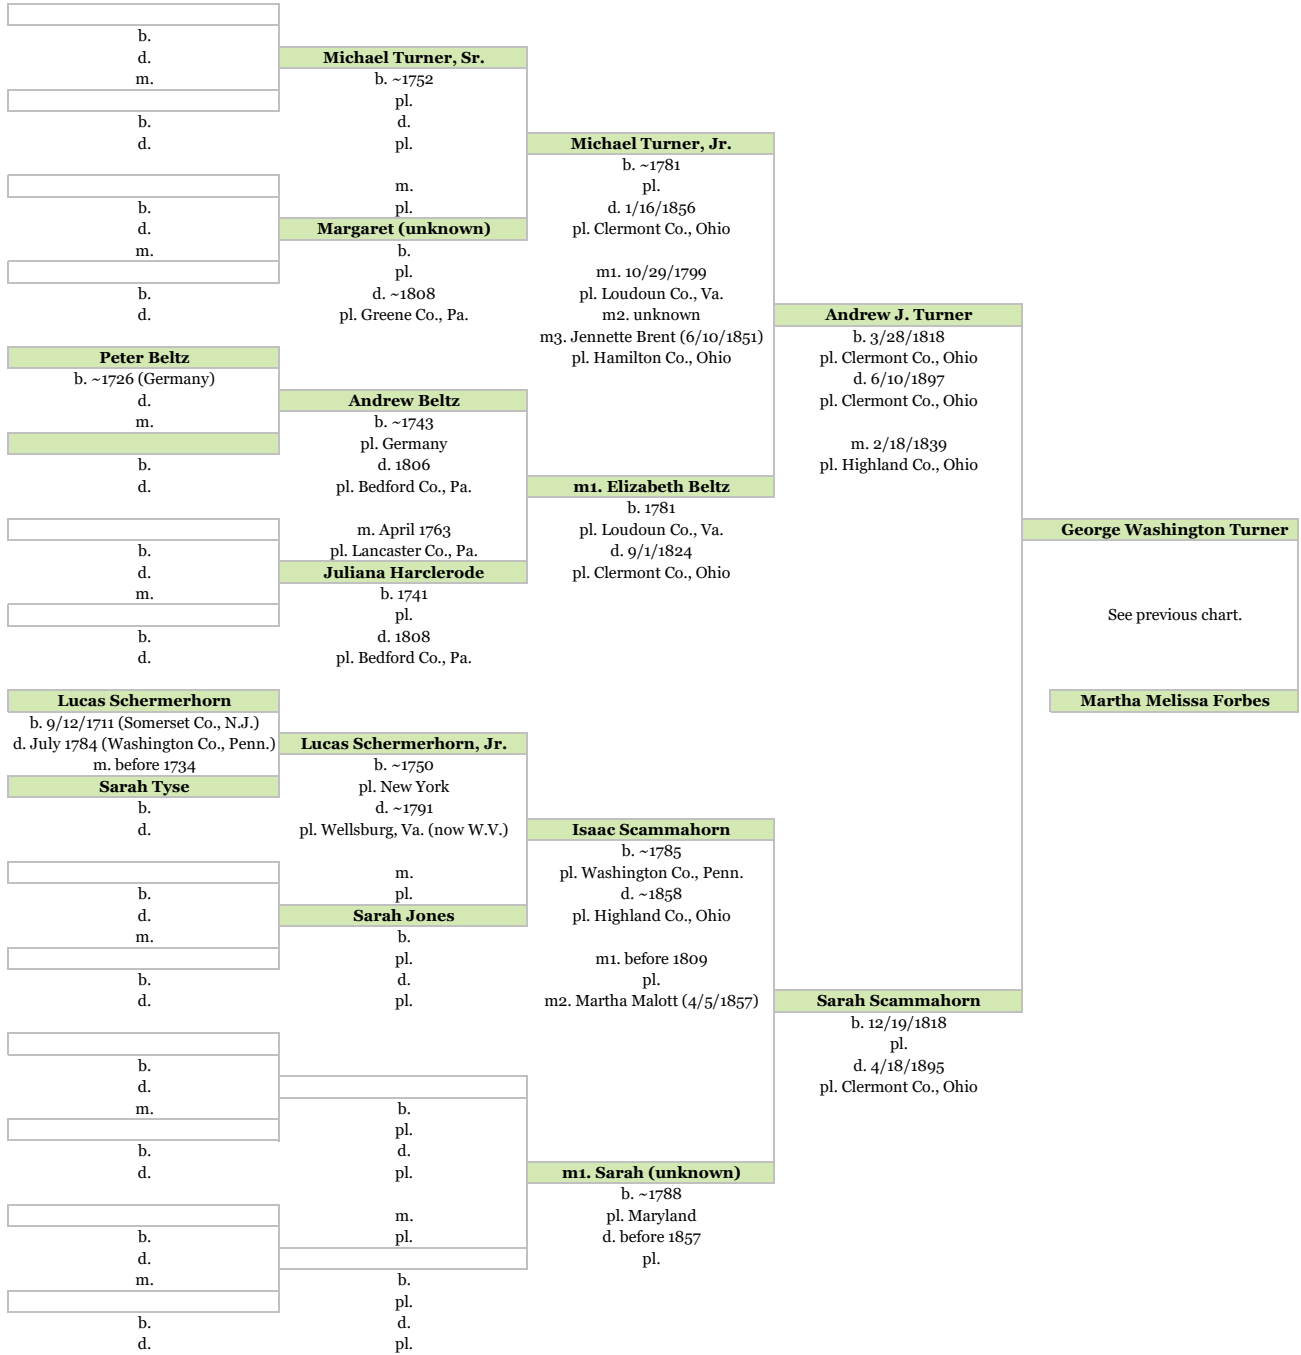 b.
d.
m.
b.
d.
b.
d.
m.
b.
d.
Peter Beltz
b. ~1726 (Germany)
d.
m.
b.
d.
b.
d.
m.
b.
d.
Lucas Schermerhorn
b. 9/12/1711 (Somerset Co., N.J.)
d. July 1784 (Washington Co., Penn.)
m. before 1734
Sarah Tyse
b.
d.
b.
d.
m.
b.
d.
b.
d.
m.
b.
d.
b.
d.
m.
b.
d.
Michael Turner, Sr.
b. ~1752
pl.
d.
pl.
m.
pl.
Margaret (unknown)
b.
pl.
d. ~1808
pl. Greene Co., Pa.
Andrew Beltz
b. ~1743
pl. Germany
d. 1806
pl. Bedford Co., Pa.
m. April 1763
pl. Lancaster Co., Pa.
Juliana Harclerode
b. 1741
pl.
d. 1808
pl. Bedford Co., Pa.
Lucas Schermerhorn, Jr.
b. ~1750
pl. New York
d. ~1791
pl. Wellsburg, Va. (now W.V.)
m.
pl.
Sarah Jones
b.
pl.
d.
pl.
b.
pl.
d.
pl.
m.
pl.
b.
pl.
d.
pl.
Michael Turner, Jr.
b. ~1781
pl.
d. 1/16/1856
pl. Clermont Co., Ohio
m1. 10/29/1799
pl. Loudoun Co., Va.
m2. unknown
m3. Jennette Brent (6/10/1851)
pl. Hamilton Co., Ohio
m1. Elizabeth Beltz
b. 1781
pl. Loudoun Co., Va.
d. 9/1/1824
pl. Clermont Co., Ohio
Isaac Scammahorn
b. ~1785
pl. Washington Co., Penn.
d. ~1858
pl. Highland Co., Ohio
m1. before 1809
pl.
m2. Martha Malott (4/5/1857)
m1. Sarah (unknown)
b. ~1788
pl. Maryland
d. before 1857
pl.
Andrew J. Turner
b. 3/28/1818
pl. Clermont Co., Ohio
d. 6/10/1897
pl. Clermont Co., Ohio
m. 2/18/1839
pl. Highland Co., Ohio
Sarah Scammahorn
b. 12/19/1818
pl.
d. 4/18/1895
pl. Clermont Co., Ohio
George Washington Turner
See previous chart.
Martha Melissa Forbes